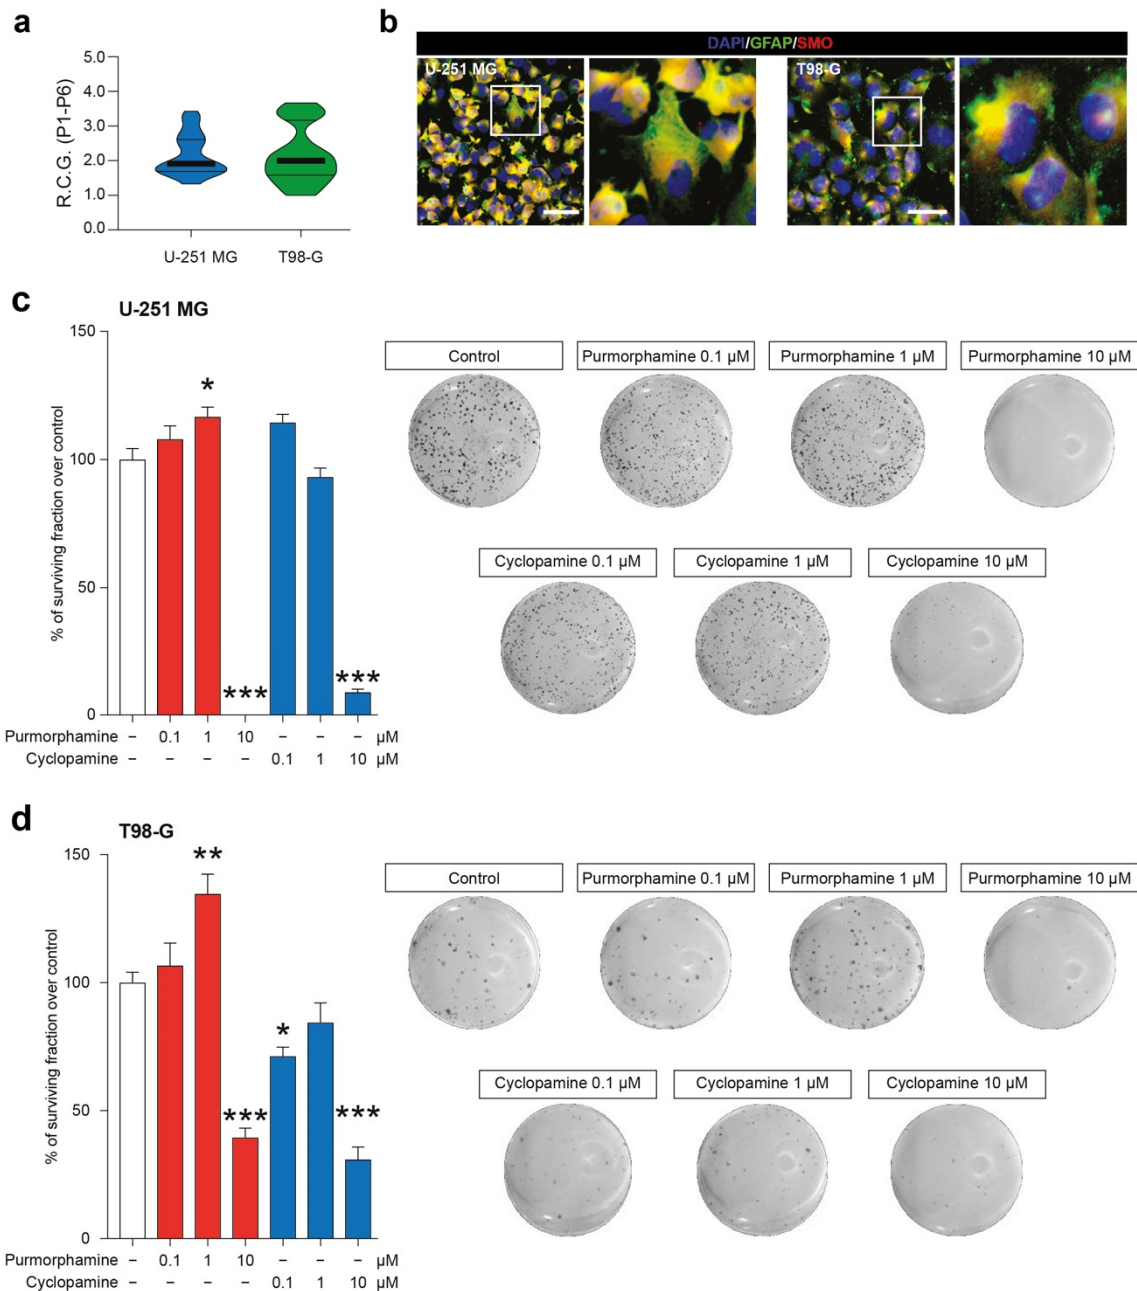 a
5.0
4.0
3.0
2.0
1.0
0.0
R.C.G. (P1-P6)
U-251 MG
T98-G
b
DAPI/GFAP/SMO
U-251 MG
T98-G
c
U-251 MG
150
100
50
0
% of surviving fraction over control
*
***
***
Purmorphamine – 0.1 1 10 – – – µM
Cyclopamine – – – – 0.1 1 10 µM
Control
Purmorphamine 0.1 µM
Purmorphamine 1 µM
Purmorphamine 10 µM
Cyclopamine 0.1 µM
Cyclopamine 1 µM
Cyclopamine 10 µM
d
T98-G
150
100
50
0
% of surviving fraction over control
**
***
*
***
Purmorphamine – 0.1 1 10 – – – µM
Cyclopamine – – – – 0.1 1 10 µM
Control
Purmorphamine 0.1 µM
Purmorphamine 1 µM
Purmorphamine 10 µM
Cyclopamine 0.1 µM
Cyclopamine 1 µM
Cyclopamine 10 µM